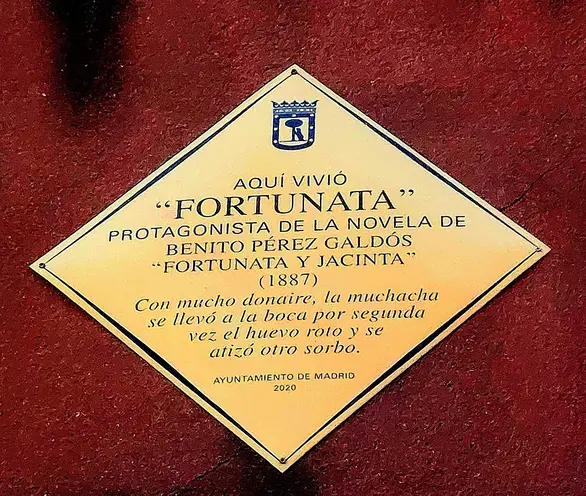 AQUÍ VIVIÓ
“FORTUNATA”
PROTAGONISTA DE LA NOVELA DE
BENITO PÉREZ GALDÓS
“FORTUNATA Y JACINTA”
(1887)
Con mucho donaire, la muchacha
se llevó a la boca por segunda
vez el huevo roto y se
atizó otro sorbo.
AYUNTAMIENTO DE MADRID
2020